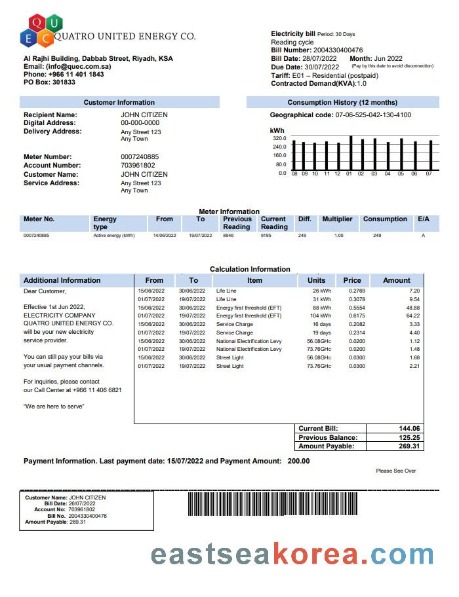 QU
EC QUATRO UNITED ENERGY CO.
Al Rajhi Building, Dabbab Street, Riyadh, KSA
Email: (info@quec.com.sa)
Phone: +966 11 401 1843
PO Box: 301833
Electricity bill Period: 30 Days
Reading cycle
Bill Number: 2004330400476
Bill Date: 28/07/2022 Month: Jun 2022
Due Date: 30/07/2022 (Pay by this date to avoid disconnection)
Tariff: E01 – Residential (postpaid)
Contracted Demand(KVA):1.0
Customer Information
Recipient Name: JOHN CITIZEN
Digital Address: 00-000-0000
Delivery Address: Any Street 123
Any Town
Meter Number: 0007240885
Account Number: 703961802
Customer Name: JOHN CITIZEN
Service Address: Any Street 123
Any Town
Consumption History (12 months)
Geographical code: 07-06-525-042-130-4100
kWh
320.0
240.0
160.0
80.0
0.0 08 09 10 11 12 01 02 03 04 05 06 07
Meter Information
Meter No. Energy type From To Previous Reading Current Reading Diff. Multiplier Consumption E/A
0007240885 Active energy (kWh) 14/06/2022 19/07/2022 249 1.00 249 A
Calculation Information
Additional Information From To Item Units Price Amount
Dear Customer,
Effective 1st Jun 2022,
ELECTRICITY COMPANY
QUATRO UNITED ENERGY CO.
will be your new electricity
service provider.
You can still pay your bills via
your usual payment channels.
For inquiries, please contact
our Call Center at +966 11 406 6821
"We are here to serve"
15/06/2022 30/06/2022 Life Line 26 kWh 0.2769 7.20
01/07/2022 19/07/2022 Life Line 31 kWh 0.3078 9.54
15/06/2022 30/06/2022 Energy first threshold (EFT) 88 kWh 0.5554 48.88
01/07/2022 19/07/2022 Energy first threshold (EFT) 104 kWh 0.6175 64.22
15/06/2022 30/06/2022 Service Charge 16 days 0.2082 3.33
01/07/2022 19/07/2022 Service Charge 19 days 0.2314 4.40
15/06/2022 30/06/2022 National Electrification Levy 56.08GHc 0.0200 1.12
01/07/2022 19/07/2022 National Electrification Levy 73.76GHc 0.0200 1.48
15/06/2022 30/06/2022 Street Light 56.08GHc 0.0300 1.68
01/07/2022 19/07/2022 Street Light 73.76GHc 0.0300 2.21
Current Bill: 144.06
Previous Balance: 125.25
Amount Payable: 269.31
Payment Information. Last payment date: 15/07/2022 and Payment Amount: 200.00
Please See Over
Customer Name: JOHN CITIZEN
Bill Date: 28/07/2022
Account No: 703961802
Bill No. 2004330400476
Amount Payable: 269.31
eastseakorea.com